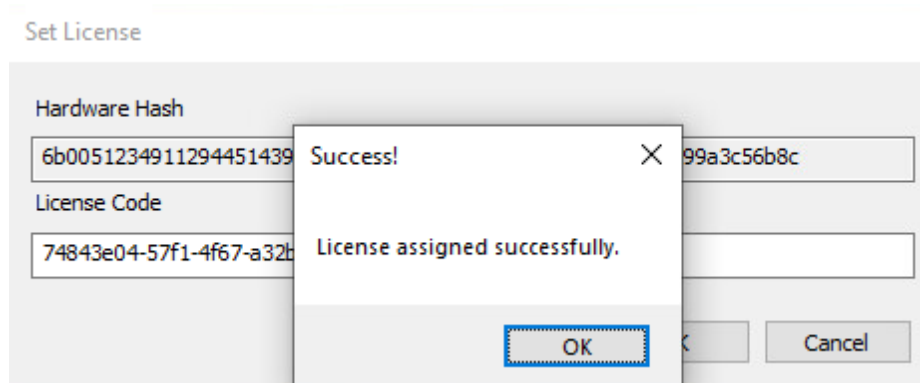 Set License
Hardware Hash
6b0051234911294451439
99a3c56b8c
Success!
License Code
74843e04-57f1-4f67-a32b
License assigned successfully.
OK
Cancel